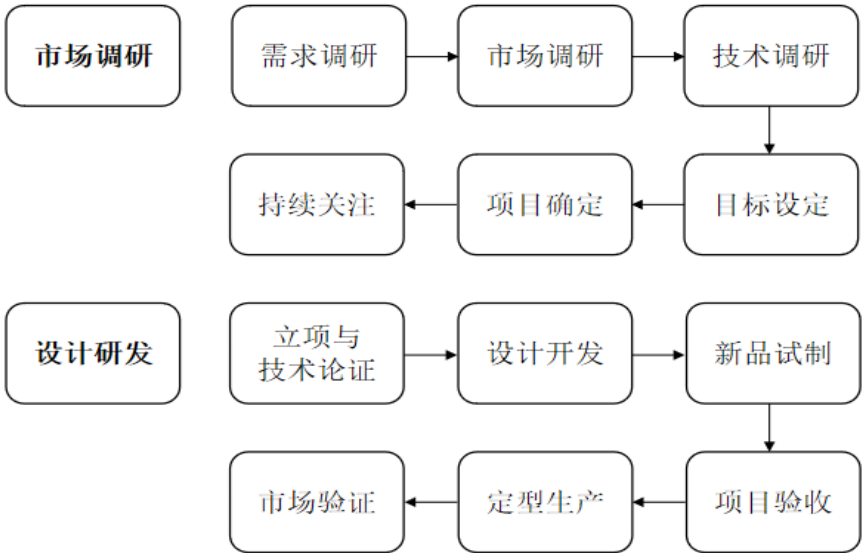 市场调研
需求调研
市场调研
技术调研
持续关注
项目确定
目标设定
设计研发
立项与
技术论证
设计开发
新品试制
市场验证
定型生产
项目验收